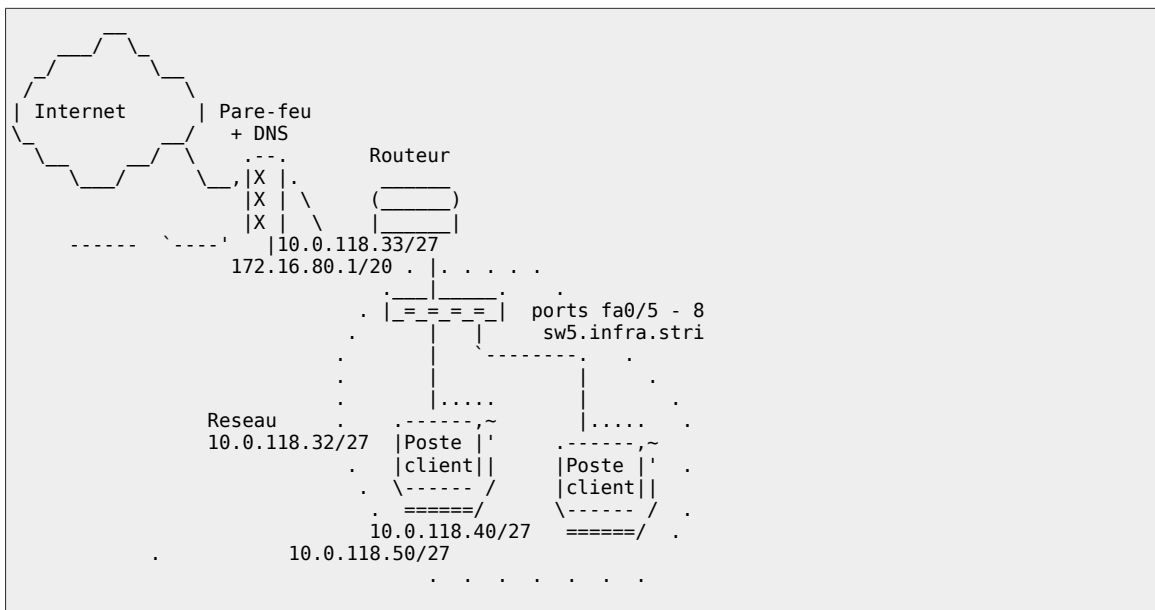 Internet Pare-feu
+ DNS
Routeur
X
X
X
10.0.118.33/27
172.16.80.1/20
ports fa0/5 - 8
sw5.infra.stri
Reseau
10.0.118.32/27 Poste
client Poste
client
10.0.118.40/27
10.0.118.50/27